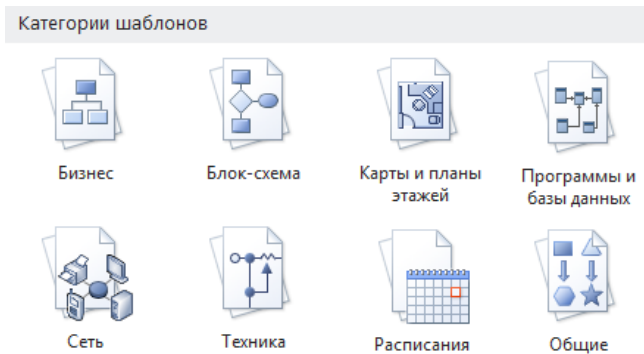 Категории шаблонов
Бизнес
Блок-схема
Карты и планы
этажей
Программы и
базы данных
Сеть
Техника
Расписания
Общие